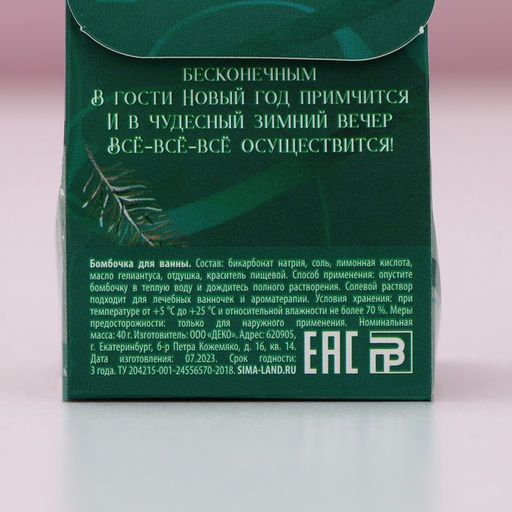 бесконечным
В гости Новый год примчится
И в чудесный зимний вечер
Всё-всё-всё осуществится!
Бомбочка для ванны. Состав: бикарбонат натрия, соль, лимонная кислота,
масло гелиантуса, отдушка, краситель пищевой. Способ применения: опустите
бомбочку в теплую воду и дождитесь полного растворения. Солевой раствор
подходит для лечебных ванночек и ароматерапии. Условия хранения: при
температуре от +5 °С до +25 °С и относительной влажности не более 70 %. Меры
предосторожности: только для наружного применения. Номинальная
масса: 40 г. Изготовитель: ООО «ДЕКО». Адрес: 620905,
г. Екатеринбург, б-р Петра Кожемяко, д. 16, кв. 14.
Дата изготовления: 07.2023. Срок годности:
3 года. ТУ 204215-001-24556570-2018. SIMA-LAND.RU
ЕАС